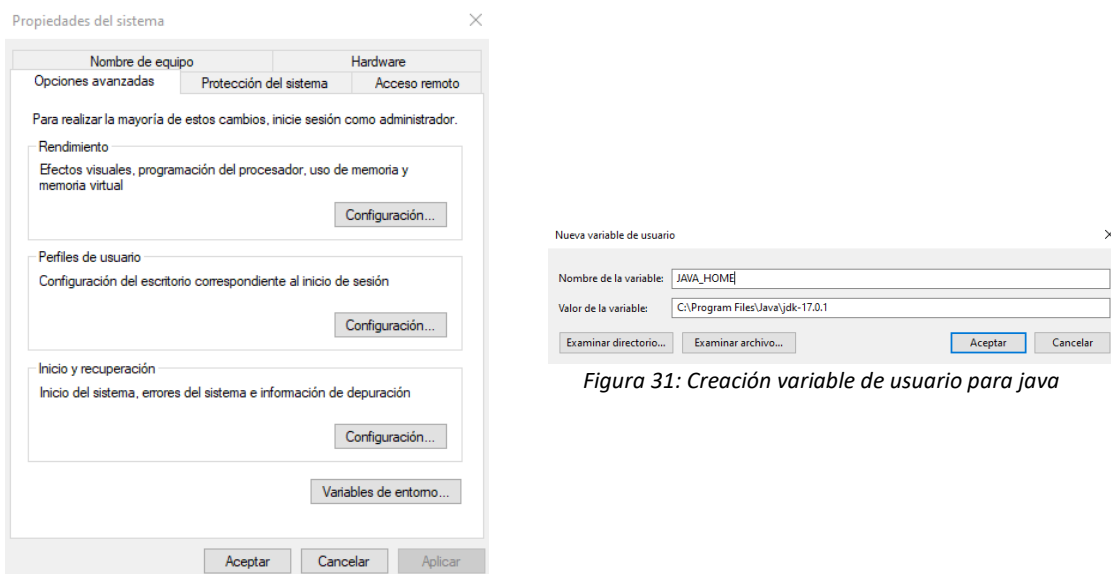 Propiedades del sistema
Nombre de equipo Hardware
Opciones avanzadas Protección del sistema Acceso remoto
Para realizar la mayoría de estos cambios, inicie sesión como administrador.
Rendimiento
Efectos visuales, programación del procesador, uso de memoria y
memoria virtual
Configuración...
Perfiles de usuario
Configuración del escritorio correspondiente al inicio de sesión
Configuración...
Inicio y recuperación
Inicio del sistema, errores del sistema e información de depuración
Configuración...
Variables de entorno...
Aceptar Cancelar Aplicar
Nueva variable de usuario
Nombre de la variable: JAVA_HOME
Valor de la variable: C:\Program Files\Java\jdk-17.0.1
Examinar directorio... Examinar archivo... Aceptar Cancelar
Figura 31: Creación variable de usuario para java